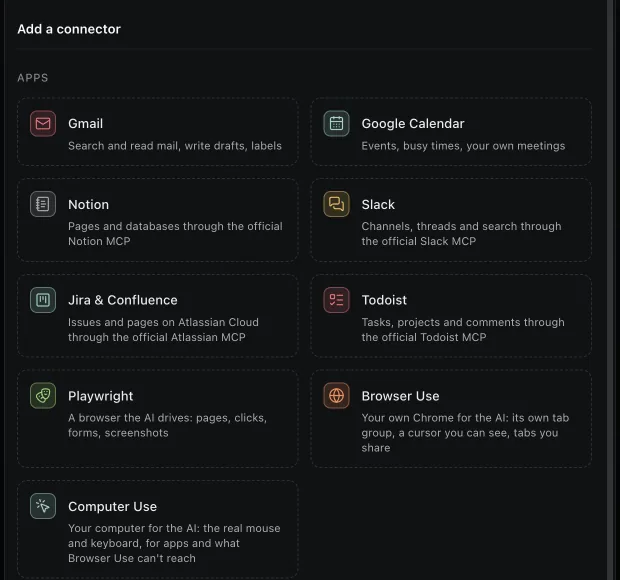 Add a connector
APPS
Gmail
Search and read mail, write drafts, labels
Google Calendar
Events, busy times, your own meetings
Notion
Pages and databases through the official
Notion MCP
Slack
Channels, threads and search through
the official Slack MCP
Jira & Confluence
Issues and pages on Atlassian Cloud
through the official Atlassian MCP
Todoist
Tasks, projects and comments through
the official Todoist MCP
Playwright
A browser the AI drives: pages, clicks,
forms, screenshots
Browser Use
Your own Chrome for the AI: its own tab
group, a cursor you can see, tabs you
share
Computer Use
Your computer for the AI: the real mouse
and keyboard, for apps and what
Browser Use can't reach